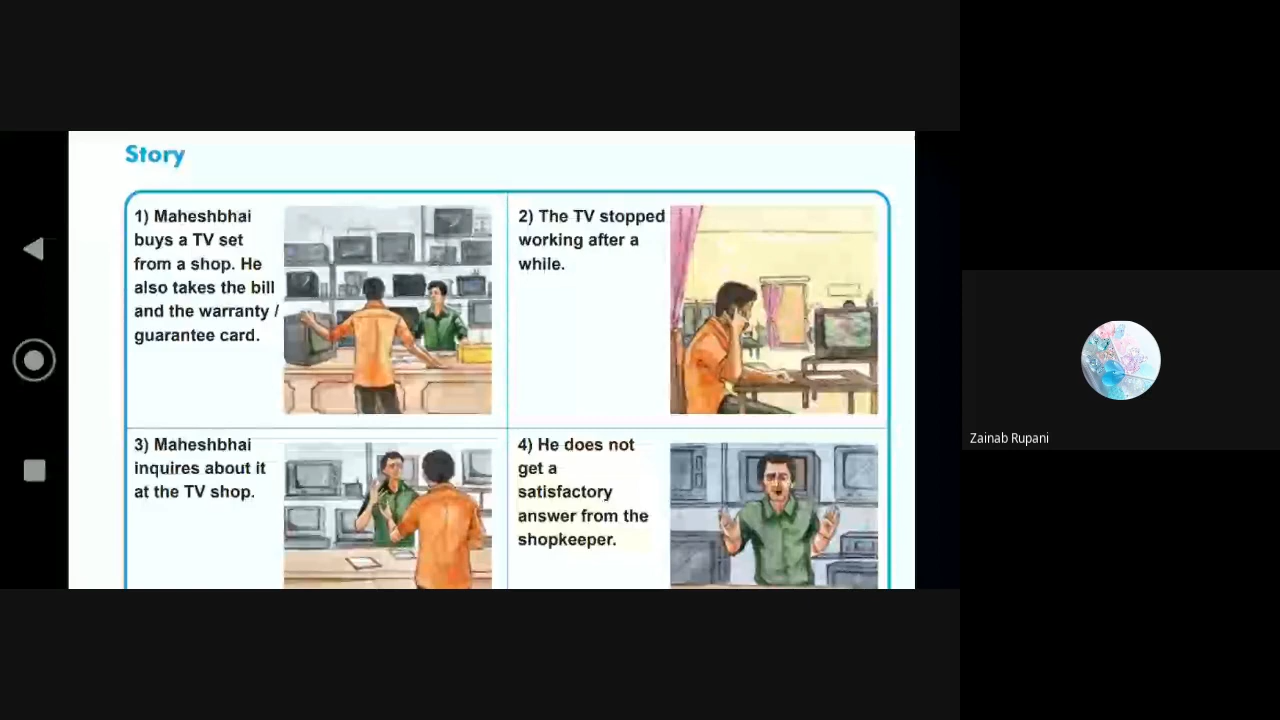 Story
1) Maheshbhai
buys a TV set
from a shop. He
also takes the bill
and the warranty /
guarantee card.
2) The TV stopped
working after a
while.
3) Maheshbhai
inquires about it
at the TV shop.
4) He does not
get a
satisfactory
answer from the
shopkeeper.
Zainab Rupani